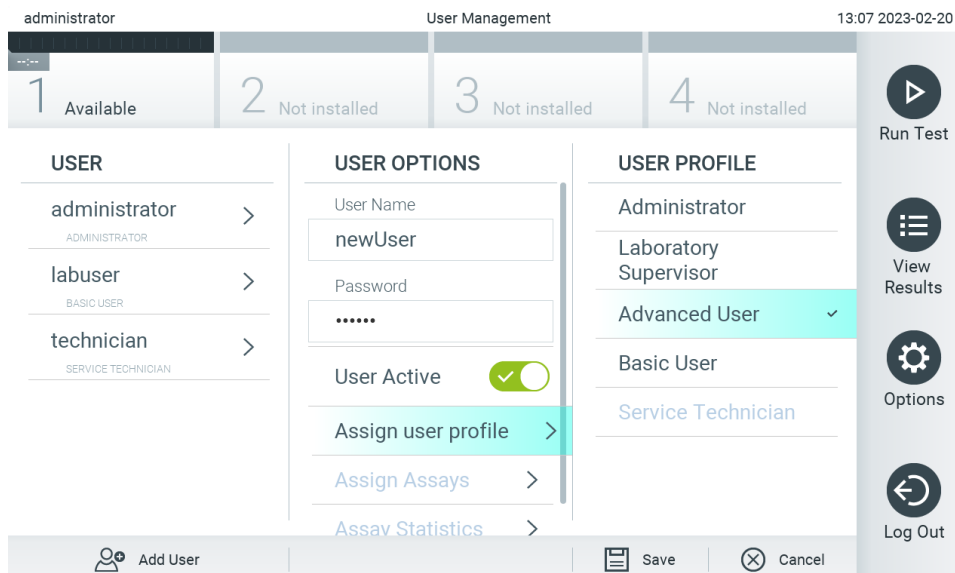 administrator
User Management
13:07 2023-02-20
--:--
1 Available
2 Not installed
3 Not installed
4 Not installed
USER
administrator
ADMINISTRATOR
labuser
BASIC USER
technician
SERVICE TECHNICIAN
USER OPTIONS
User Name
newUser
Password
••••••
User Active
Assign user profile
Assign Assays
Assay Statistics
USER PROFILE
Administrator
Laboratory
Supervisor
Advanced User
Basic User
Service Technician
Run Test
View
Results
Options
Log Out
Add User
Save
Cancel